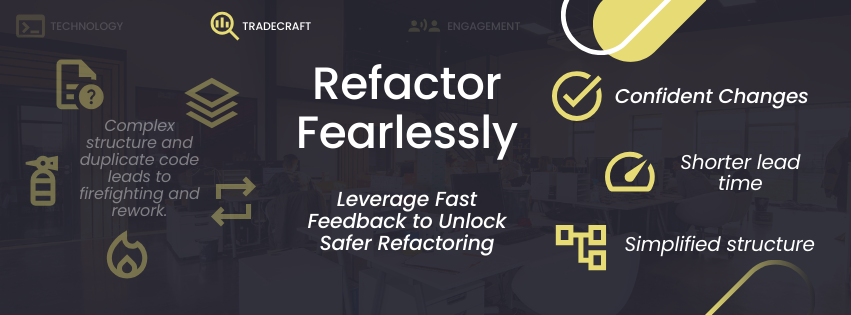 TECHNOLOGY
TRADECRAFT
ENGAGEMENT
Refactor
Fearlessly
Leverage Fast
Feedback to Unlock
Safer Refactoring
Complex
structure and
duplicate code
leads to
firefighting and
rework.
Confident Changes
Shorter lead
time
Simplified structure